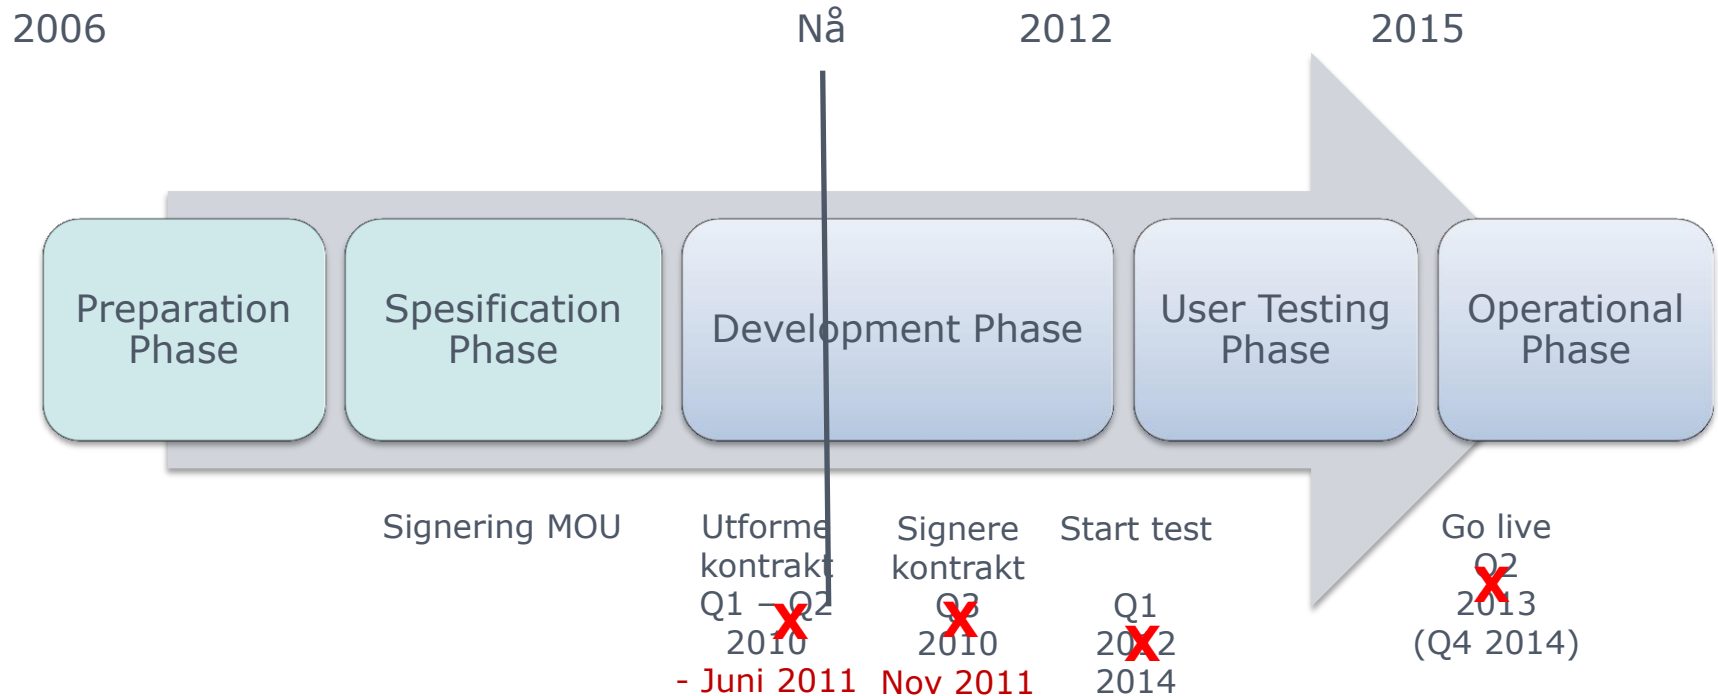 2006 Nå 2012 2015
Preparation
Phase
Spesification
Phase
Development Phase
User Testing
Phase
Operational
Phase
Signering MOU
Utforme
kontrakt
Q1 – Q2
2010
- Juni 2011
X
Signere
kontrakt
Q3
2010
Nov 2011
X
Start test
Q1
2012
2014
X
Go live
Q2
2013
(Q4 2014)
X